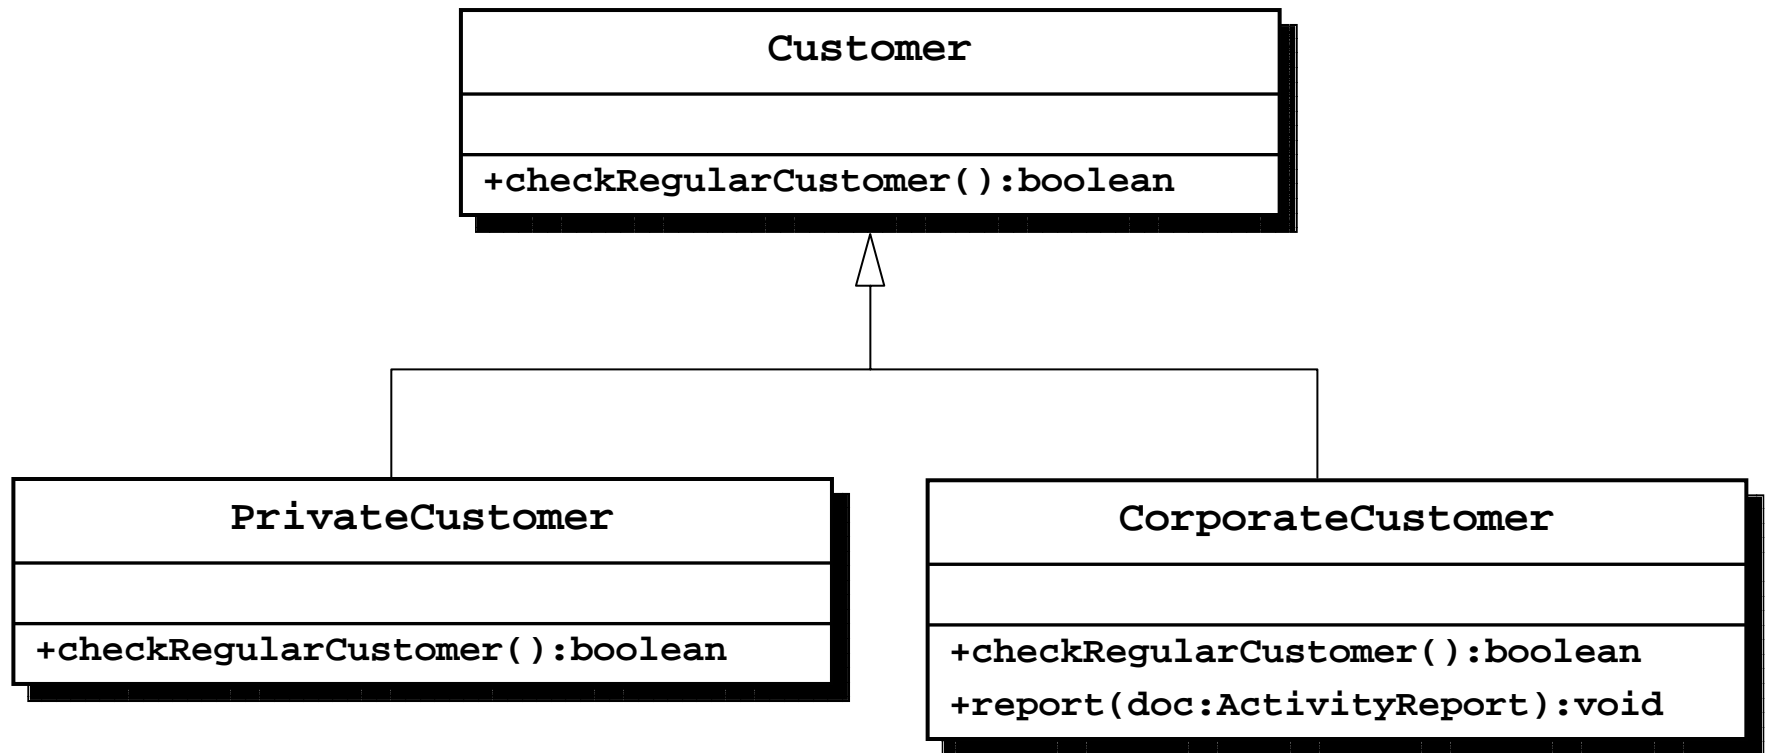 Customer
+checkRegularCustomer():boolean
PrivateCustomer
+checkRegularCustomer():boolean
CorporateCustomer
+checkRegularCustomer():boolean
+report(doc:ActivityReport):void